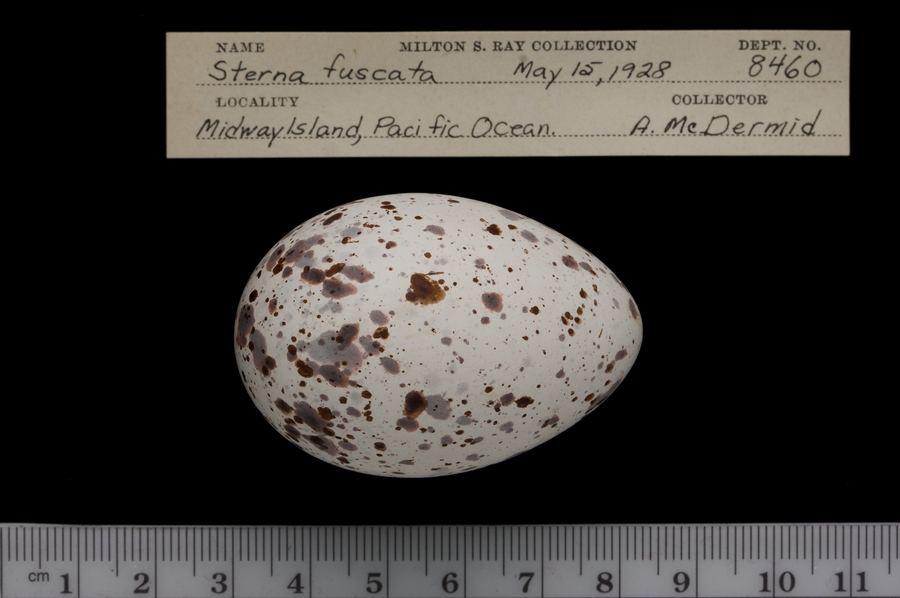 NAME MILTON S. RAY COLLECTION DEPT. NO.
Sterna fuscata May 15, 1928 8460
LOCALITY COLLECTOR
Midway Island, Pacific Ocean. A. McDermid
cm 1 2 3 4 5 6 7 8 9 10 11